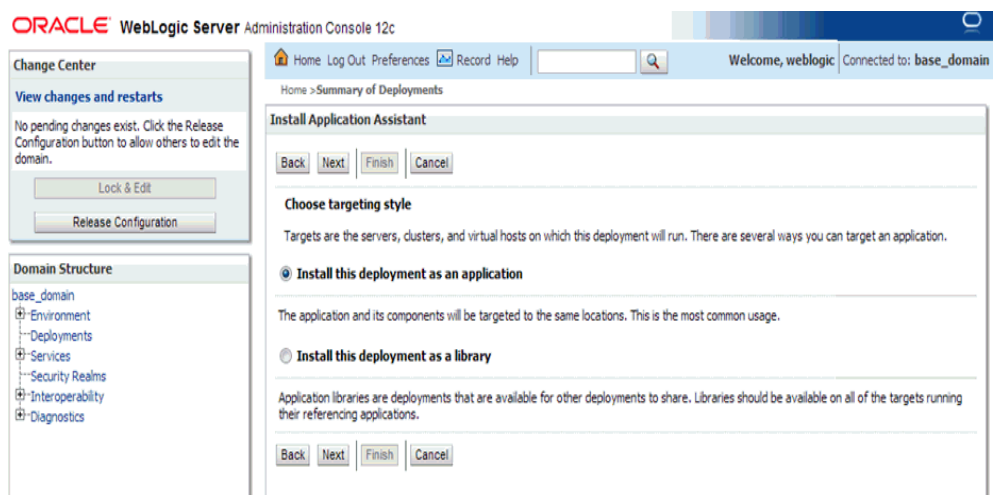 ORACLE WebLogic Server Administration Console 12c
Change Center
View changes and restarts
No pending changes exist. Click the Release
Configuration button to allow others to edit the
domain.
Lock & Edit
Release Configuration
Domain Structure
base_domain
Environment
Deployments
Services
Security Realms
Interoperability
Diagnostics
Home Log Out Preferences Record Help
Welcome, weblogic Connected to: base_domain
Home >Summary of Deployments
Install Application Assistant
Back Next Finish Cancel
Choose targeting style
Targets are the servers, clusters, and virtual hosts on which this deployment will run. There are several ways you can target an application.
Install this deployment as an application
The application and its components will be targeted to the same locations. This is the most common usage.
Install this deployment as a library
Application libraries are deployments that are available for other deployments to share. Libraries should be available on all of the targets running
their referencing applications.
Back Next Finish Cancel